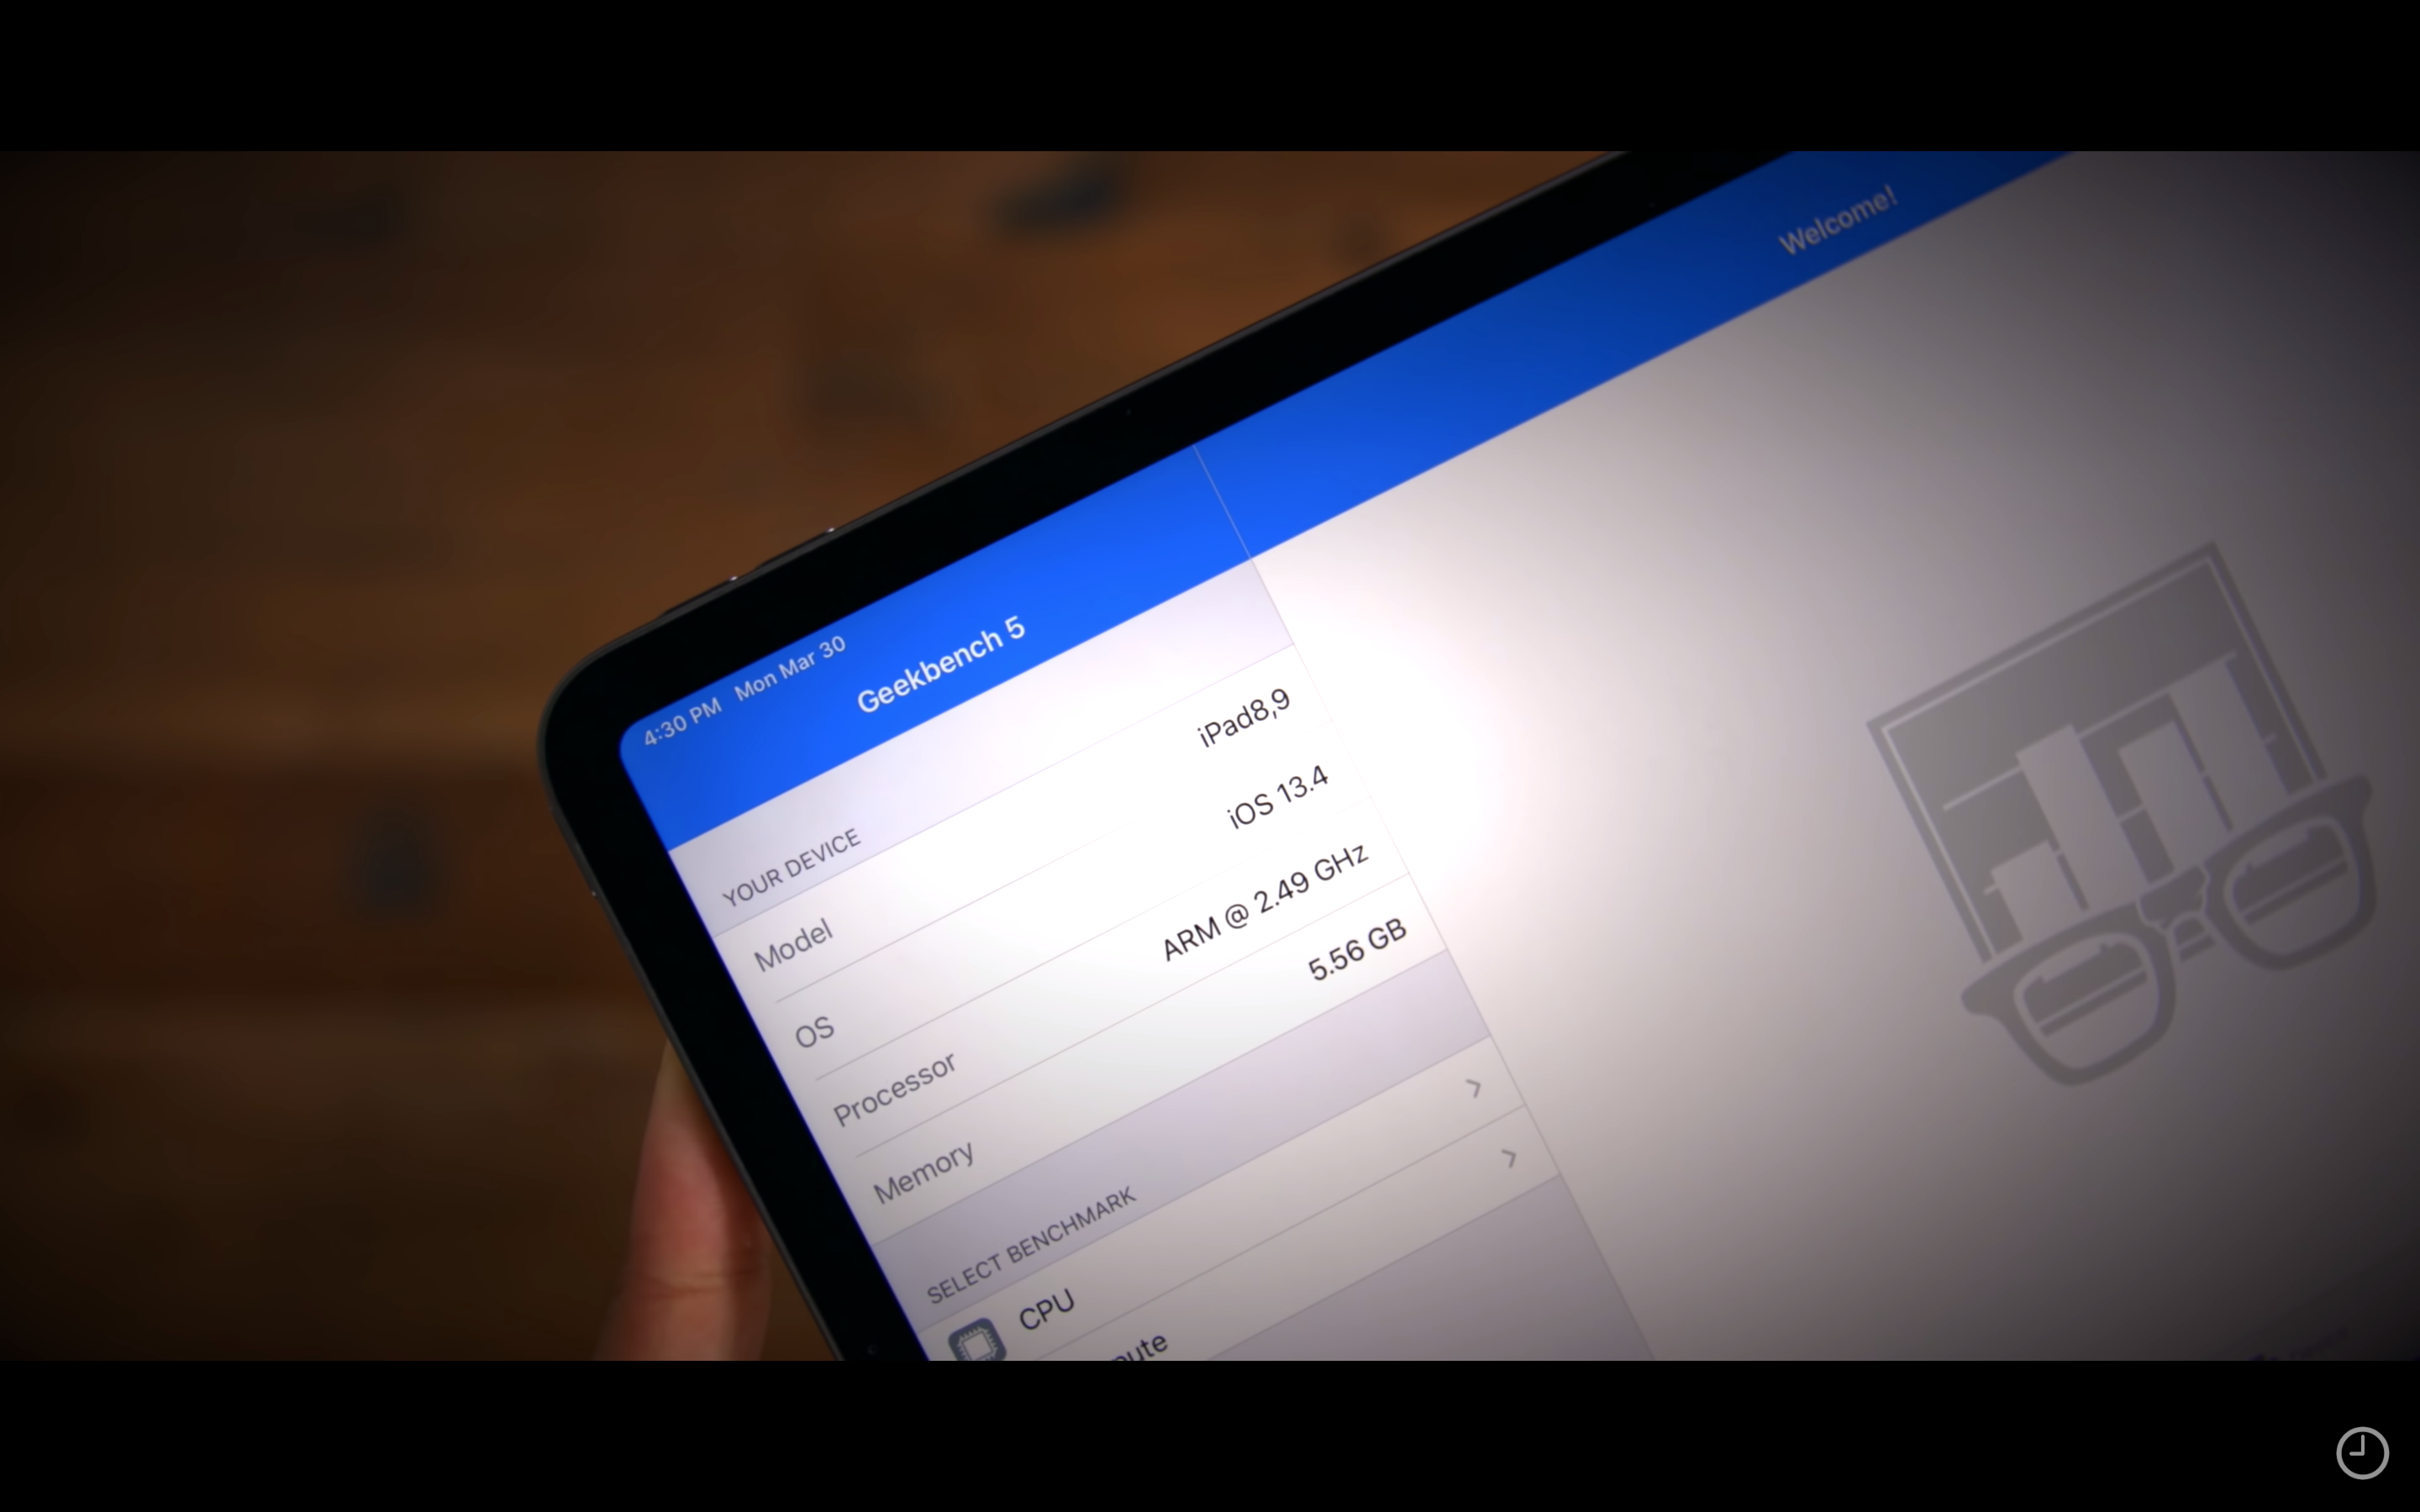 4:30 PM Mon Mar 30
Geekbench 5
Welcome!
YOUR DEVICE
Model iPad8,9
OS iOS 13.4
Processor ARM @ 2.49 GHz
Memory 5.56 GB
SELECT BENCHMARK
CPU